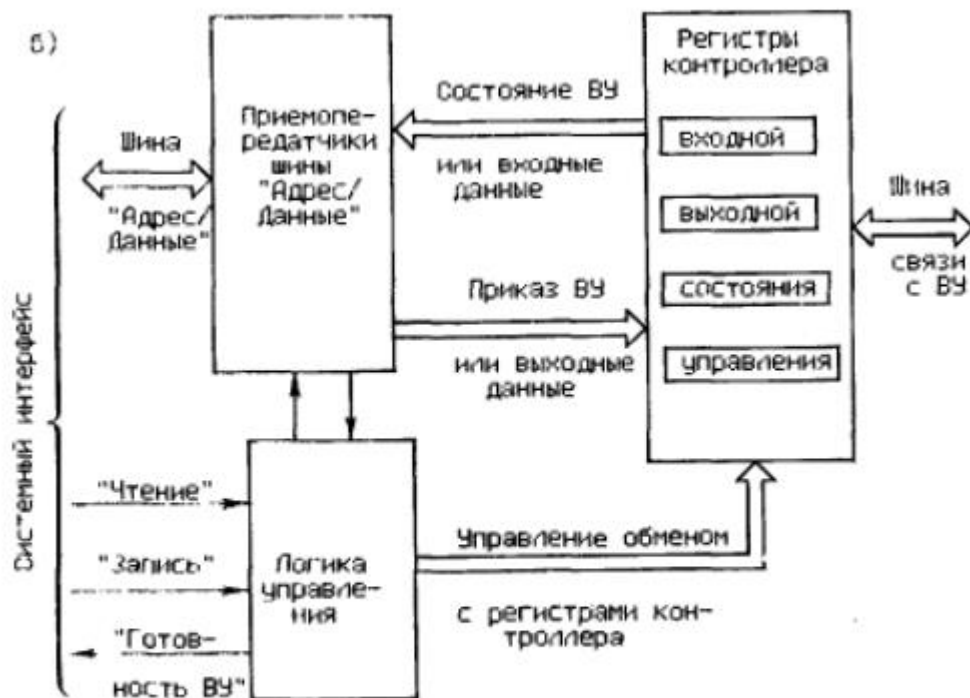 б)
Системный интерфейс
Шина
"Адрес/
Данные"
Приемопе-
редатчики
шины
"Адрес/
Данные"
Состояние ВУ
или входные
данные
Приказ ВУ
или выходные
данные
Регистры
контроллера
входной
выходной
состояния
управления
Шина
связи
с ВУ
"Чтение"
"Запись"
"Готов-
ность ВУ"
Логика
управле-
ния
Управление обменом
с регистрами кон-
троллера